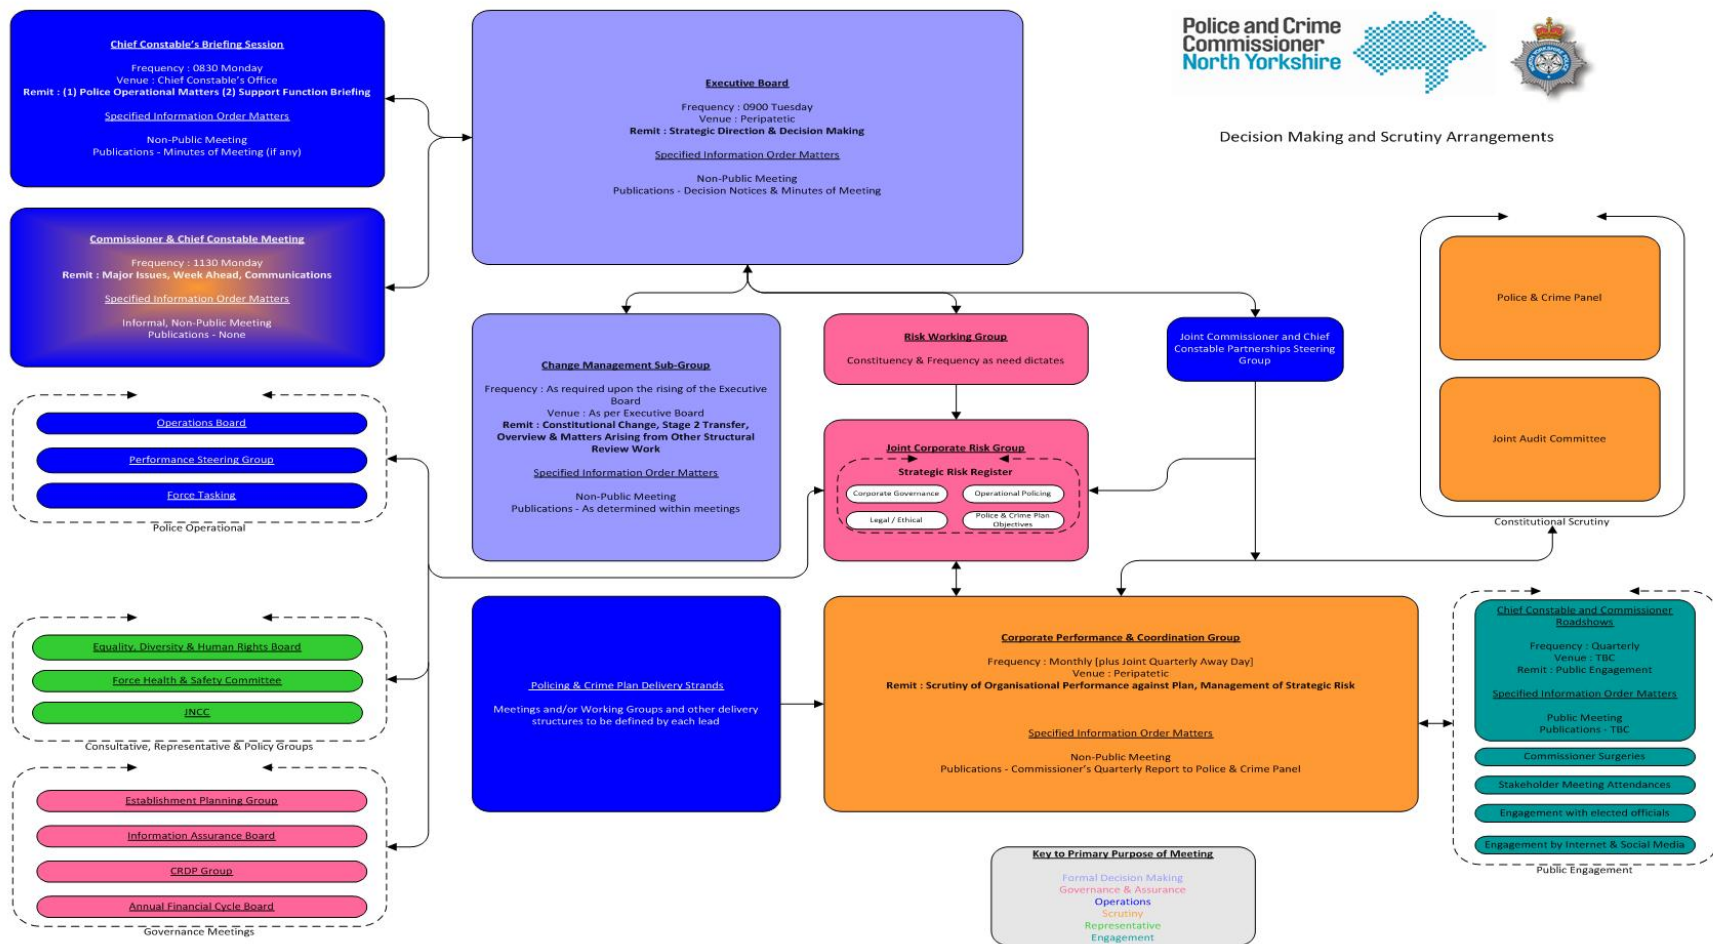 Chief Constable's Briefing Session
Frequency : 0830 Monday
Venue : Chief Constable's Office
Remit : (1) Police Operational Matters (2) Support Function Briefing
Specified Information Order Matters
Non-Public Meeting
Publications - Minutes of Meeting (if any)
Commissioner & Chief Constable Meeting
Frequency : 1130 Monday
Remit : Major Issues, Week Ahead, Communications
Specified Information Order Matters
Informal, Non-Public Meeting
Publications - None
Executive Board
Frequency : 0900 Tuesday
Venue : Peripatetic
Remit : Strategic Direction & Decision Making
Specified Information Order Matters
Non-Public Meeting
Publications - Decision Notices & Minutes of Meeting
Police and Crime
Commissioner
North Yorkshire
Decision Making and Scrutiny Arrangements
Operations Board
Performance Steering Group
Force Tasking
Police Operational
Change Management Sub-Group
Frequency : As required upon the rising of the Executive
Board
Venue : As per Executive Board
Remit : Constitutional Change, Stage 2 Transfer,
Overview & Matters Arising from Other Structural
Review Work
Specified Information Order Matters
Non-Public Meeting
Publications - As determined within meetings
Risk Working Group
Constituency & Frequency as need dictates
Joint Corporate Risk Group
Strategic Risk Register
Corporate Governance
Operational Policing
Legal / Ethical
Police & Crime Plan
Objectives
Joint Commissioner and Chief
Constable Partnerships Steering
Group
Police & Crime Panel
Joint Audit Committee
Constitutional Scrutiny
Equality, Diversity & Human Rights Board
Force Health & Safety Committee
JNCC
Consultative, Representative & Policy Groups
Establishment Planning Group
Information Assurance Board
CRDP Group
Annual Financial Cycle Board
Governance Meetings
Policing & Crime Plan Delivery Strands
Meetings and/or Working Groups and other delivery
structures to be defined by each lead
Corporate Performance & Coordination Group
Frequency : Monthly [plus Joint Quarterly Away Day]
Venue : Peripatetic
Remit : Scrutiny of Organisational Performance against Plan, Management of Strategic Risk
Specified Information Order Matters
Non-Public Meeting
Publications - Commissioner's Quarterly Report to Police & Crime Panel
Chief Constable and Commissioner
Roadshows
Frequency : Quarterly
Venue : TBC
Remit : Public Engagement
Specified Information Order Matters
Public Meeting
Publications - TBC
Commissioner Surgeries
Stakeholder Meeting Attendances
Engagement with elected officials
Engagement by Internet & Social Media
Public Engagement
Key to Primary Purpose of Meeting
Formal Decision Making
Governance & Assurance
Operations
Scrutiny
Representative
Engagement